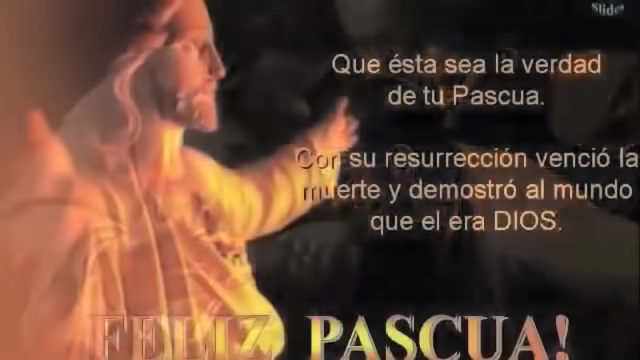 Slide*
Que ésta sea la verdad
de tu Pascua.
Con su resurrección venció la
muerte y demostró al mundo
que el era DIOS.
FELIZ PASCUA!